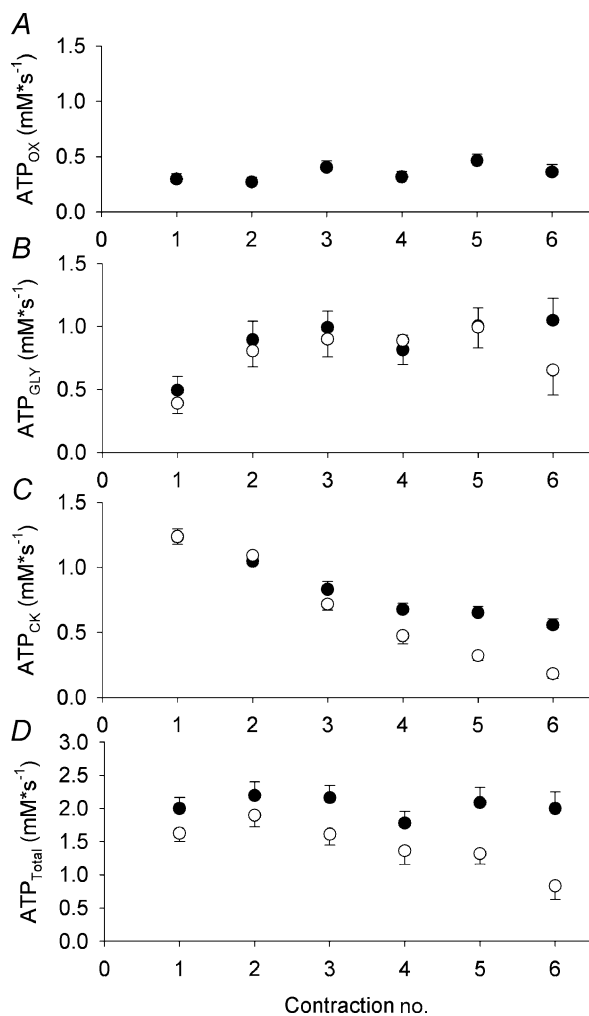 A
ATP_OX (mM*s⁻¹)
1.5
1.0
0.5
0.0
0 1 2 3 4 5 6
B
ATP_GLY (mM*s⁻¹)
1.5
1.0
0.5
0.0
0 1 2 3 4 5 6
C
ATP_CK (mM*s⁻¹)
1.5
1.0
0.5
0.0
0 1 2 3 4 5 6
D
ATP_Total (mM*s⁻¹)
3.0
2.5
2.0
1.5
1.0
0.5
0.0
0 1 2 3 4 5 6
Contraction no.